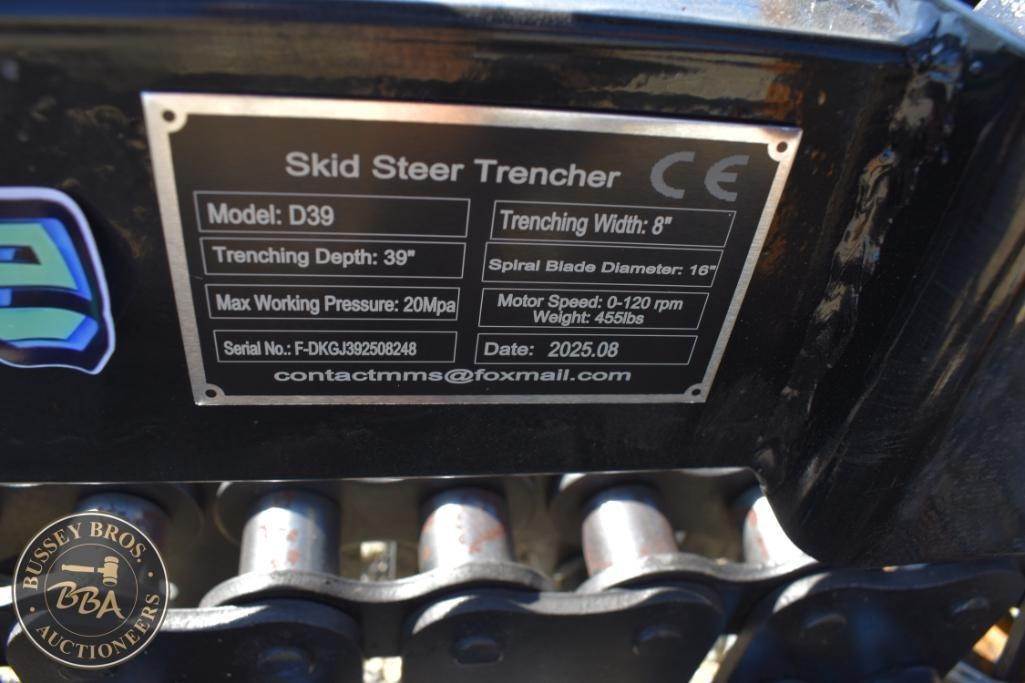 Skid Steer Trencher CE
Model: D39
Trenching Width: 8"
Trenching Depth: 39"
Spiral Blade Diameter: 16"
Max Working Pressure: 20Mpa
Motor Speed: 0-120 rpm
Weight: 455lbs
Serial No.: F-DKGJ392508248
Date: 2025.08
contactmms@foxmail.com
BUSSEY BROS.
BBA
AUCTIONEERS